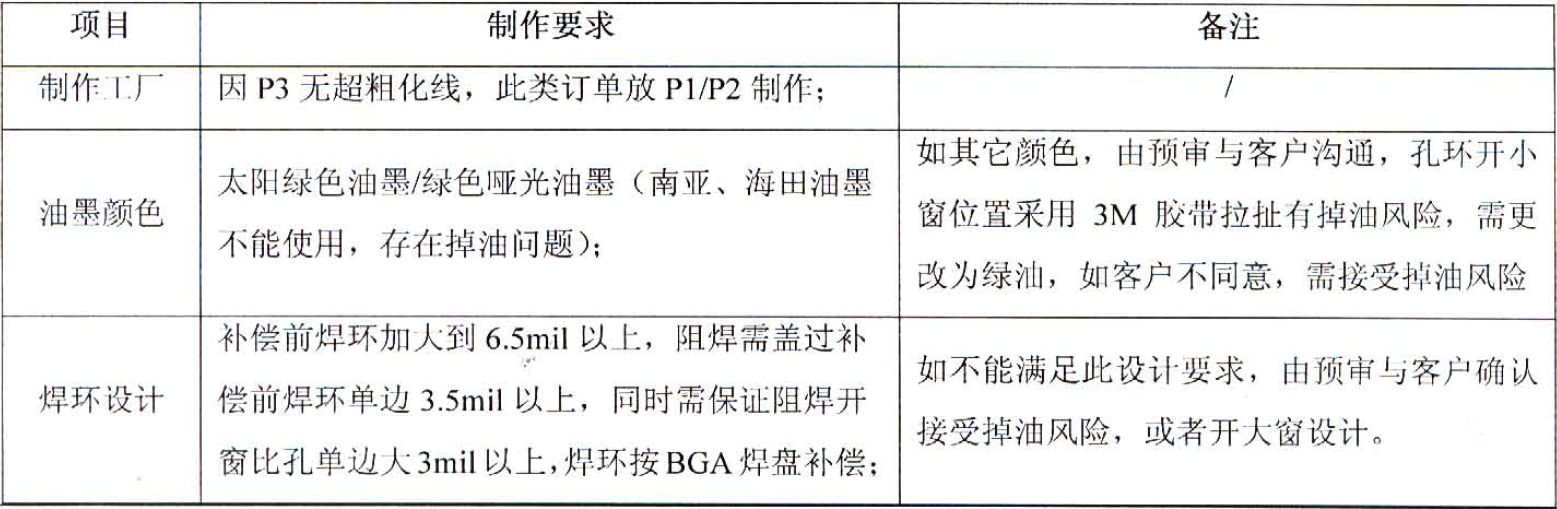 项目
制作要求
备注
制作工厂
因 P3 无超粗化线，此类订单放 P1/P2 制作；
/
油墨颜色
太阳绿色油墨/绿色哑光油墨（南亚、海田油墨
不能使用，存在掉油问题）；
如其它颜色，由预审与客户沟通，孔环开小
窗位置采用 3M 胶带拉扯有掉油风险，需更
改为绿油，如客户不同意，需接受掉油风险
焊环设计
补偿前焊环加大到 6.5mil 以上，阻焊需盖过补
偿前焊环单边 3.5mil 以上，同时需保证阻焊开
窗比孔单边大 3mil 以上，焊环按 BGA 焊盘补偿；
如不能满足此设计要求，由预审与客户确认
接受掉油风险，或者开大窗设计。